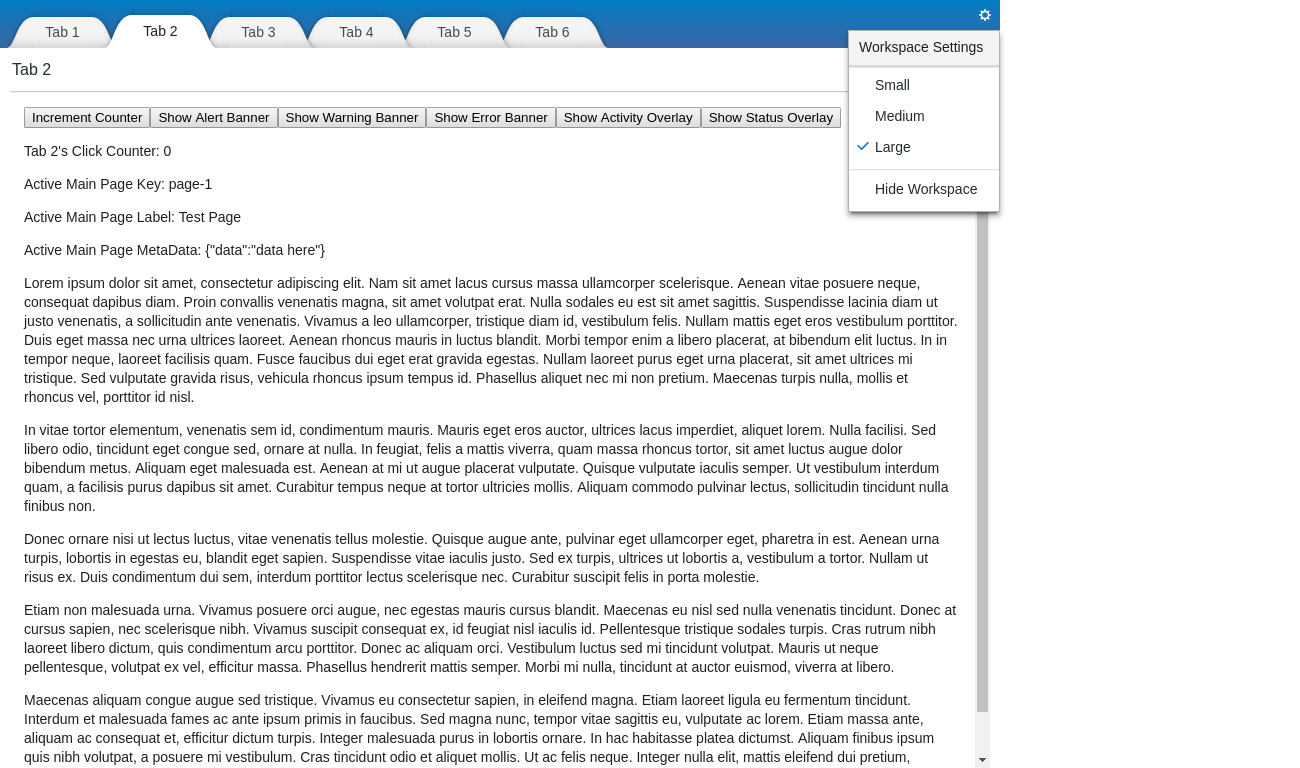 Tab 1 Tab 2 Tab 3 Tab 4 Tab 5 Tab 6
Workspace Settings
Small
Medium
Large
Hide Workspace
Tab 2
Increment Counter Show Alert Banner Show Warning Banner Show Error Banner Show Activity Overlay Show Status Overlay
Tab 2's Click Counter: 0
Active Main Page Key: page-1
Active Main Page Label: Test Page
Active Main Page MetaData: {"data":"data here"}
Lorem ipsum dolor sit amet, consectetur adipiscing elit. Nam sit amet lacus cursus massa ullamcorper scelerisque. Aenean vitae posuere neque,
consequat dapibus diam. Proin convallis venenatis magna, sit amet volutpat erat. Nulla sodales eu est sit amet sagittis. Suspendisse lacinia diam ut
justo venenatis, a sollicitudin ante venenatis. Vivamus a leo ullamcorper, tristique diam id, vestibulum felis. Nullam mattis eget eros vestibulum porttitor.
Duis eget massa nec urna ultrices laoreet. Aenean rhoncus mauris in luctus blandit. Morbi tempor enim a libero placerat, at bibendum elit luctus. In in
tempor neque, laoreet facilisis quam. Fusce faucibus dui eget erat gravida egestas. Nullam laoreet purus eget urna placerat, sit amet ultrices mi
tristique. Sed vulputate gravida risus, vehicula rhoncus ipsum tempus id. Phasellus aliquet nec mi non pretium. Maecenas turpis nulla, mollis et
rhoncus vel, porttitor id nisl.
In vitae tortor elementum, venenatis sem id, condimentum mauris. Mauris eget eros auctor, ultrices lacus imperdiet, aliquet lorem. Nulla facilisi. Sed
libero odio, tincidunt eget congue sed, ornare at nulla. In feugiat, felis a mattis viverra, quam massa rhoncus tortor, sit amet luctus augue dolor
bibendum metus. Aliquam eget malesuada est. Aenean at mi ut augue placerat vulputate. Quisque vulputate iaculis semper. Ut vestibulum interdum
quam, a facilisis purus dapibus sit amet. Curabitur tempus neque at tortor ultricies mollis. Aliquam commodo pulvinar lectus, sollicitudin tincidunt nulla
finibus non.
Donec ornare nisi ut lectus luctus, vitae venenatis tellus molestie. Quisque augue ante, pulvinar eget ullamcorper eget, pharetra in est. Aenean urna
turpis, lobortis in egestas eu, blandit eget sapien. Suspendisse vitae iaculis justo. Sed ex turpis, ultrices ut lobortis a, vestibulum a tortor. Nullam ut
risus ex. Duis condimentum dui sem, interdum porttitor lectus scelerisque nec. Curabitur suscipit felis in porta molestie.
Etiam non malesuada urna. Vivamus posuere orci augue, nec egestas mauris cursus blandit. Maecenas eu nisl sed nulla venenatis tincidunt. Donec at
cursus sapien, nec scelerisque nibh. Vivamus suscipit consequat ex, id feugiat nisl iaculis id. Pellentesque tristique sodales turpis. Cras rutrum nibh
laoreet libero dictum, quis condimentum arcu porttitor. Donec ac aliquam orci. Vestibulum luctus sed mi tincidunt volutpat. Mauris ut neque
pellentesque, volutpat ex vel, efficitur massa. Phasellus hendrerit mattis semper. Morbi mi nulla, tincidunt at auctor euismod, viverra at libero.
Maecenas aliquam congue augue sed tristique. Vivamus eu consectetur sapien, in eleifend magna. Etiam laoreet ligula eu fermentum tincidunt.
Interdum et malesuada fames ac ante ipsum primis in faucibus. Sed magna nunc, tempor vitae sagittis eu, vulputate ac lorem. Etiam massa ante,
aliquam ac consequat et, efficitur dictum turpis. Integer malesuada purus in lobortis ornare. In hac habitasse platea dictumst. Aliquam finibus ipsum
quis nibh volutpat, a posuere mi vestibulum. Cras tincidunt odio et aliquet mollis. Ut ac felis neque. Integer nulla elit, mattis eleifend dui pretium,